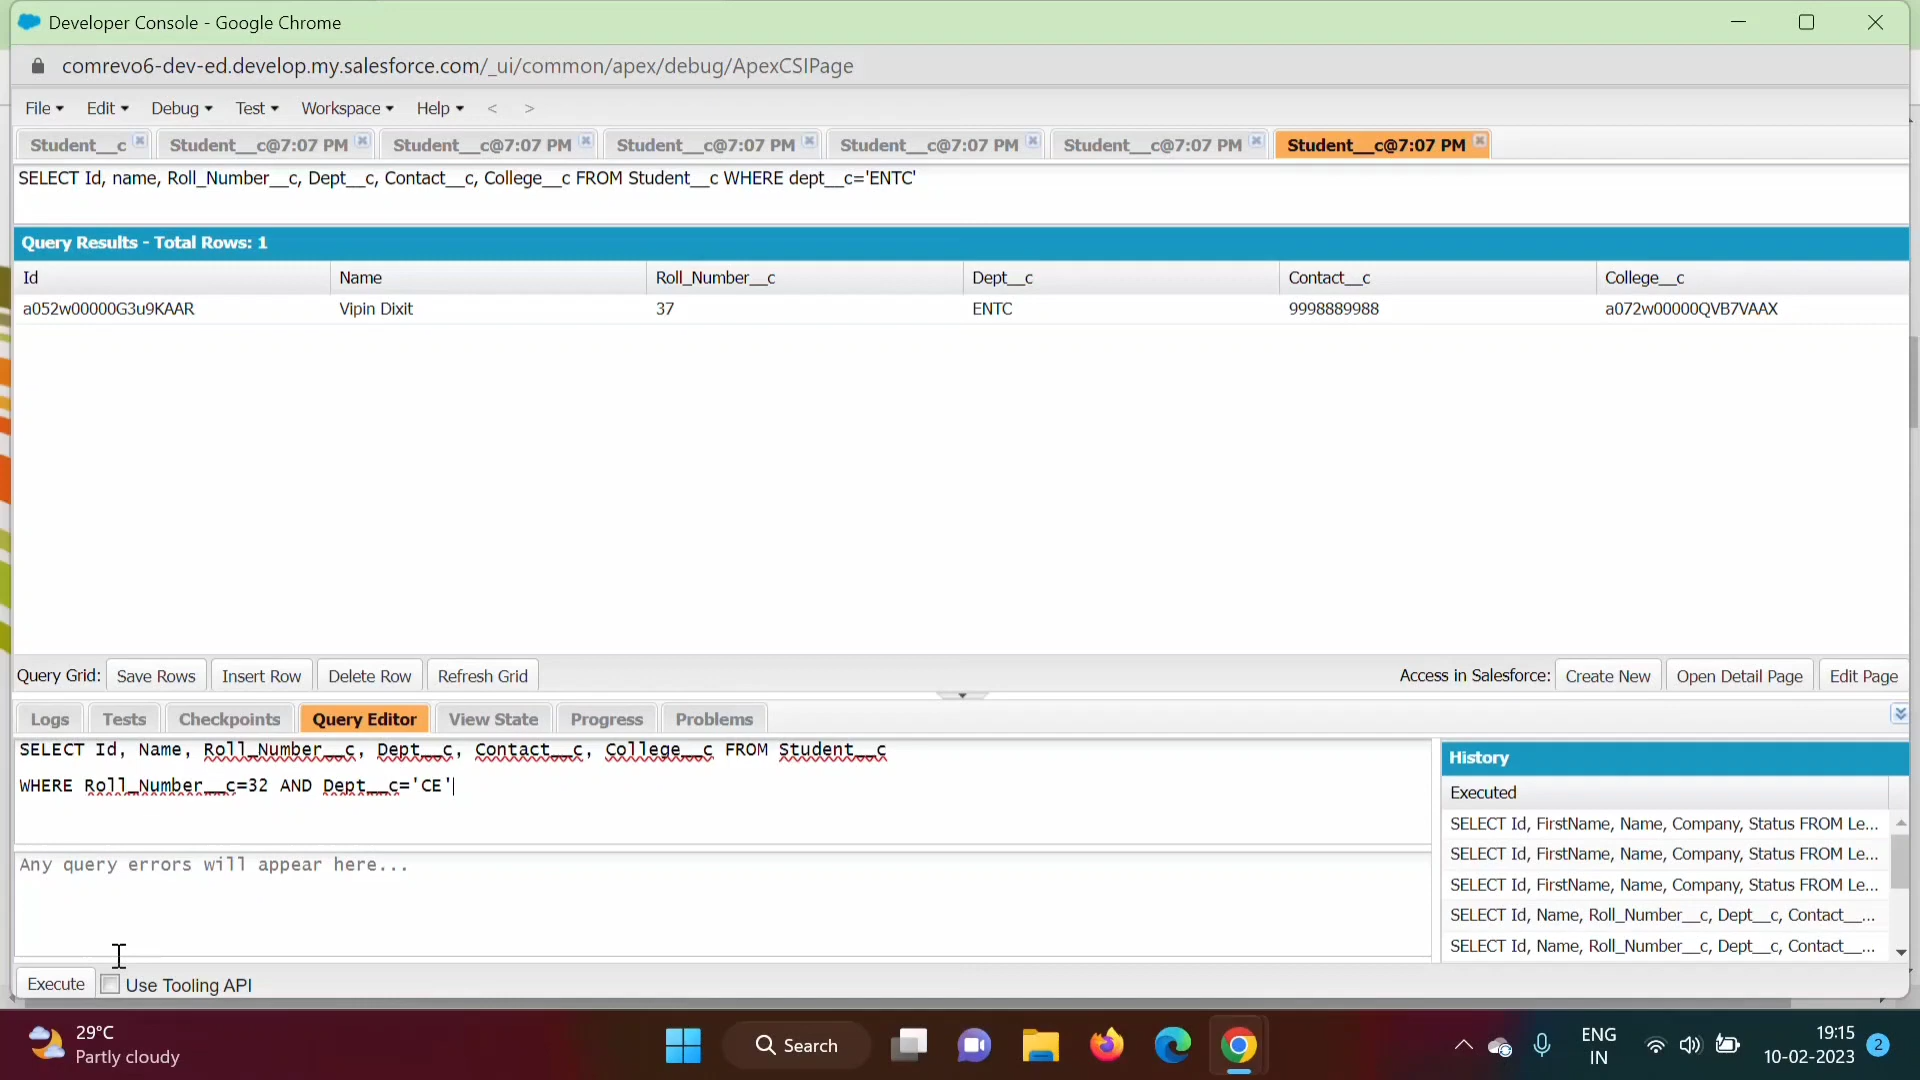 Developer Console - Google Chrome
comrevo6-dev-ed.develop.my.salesforce.com/_ui/common/apex/debug/ApexCSIPage
File Edit Debug Test Workspace Help < >
Student__c Student__c@7:07 PM Student__c@7:07 PM Student__c@7:07 PM Student__c@7:07 PM Student__c@7:07 PM Student__c@7:07 PM
SELECT Id, name, Roll_Number__c, Dept__c, Contact__c, College__c FROM Student__c WHERE dept__c='ENTC'
Query Results - Total Rows: 1
Id Name Roll_Number__c Dept__c Contact__c College__c
a052w00000G3u9KAAR Vipin Dixit 37 ENTC 9998889988 a072w00000QVB7VAAX
Query Grid: Save Rows Insert Row Delete Row Refresh Grid Access in Salesforce: Create New Open Detail Page Edit Page
Logs Tests Checkpoints Query Editor View State Progress Problems
SELECT Id, Name, Roll_Number__c, Dept__c, Contact__c, College__c FROM Student__c
WHERE Roll_Number__c=32 AND Dept__c='CE'
Any query errors will appear here...
History
Executed
SELECT Id, FirstName, Name, Company, Status FROM Le...
SELECT Id, FirstName, Name, Company, Status FROM Le...
SELECT Id, FirstName, Name, Company, Status FROM Le...
SELECT Id, Name, Roll_Number__c, Dept__c, Contact__...
SELECT Id, Name, Roll_Number__c, Dept__c, Contact__...
Execute Use Tooling API
29°C
Partly cloudy
Search
ENG
IN
19:15
10-02-2023
2